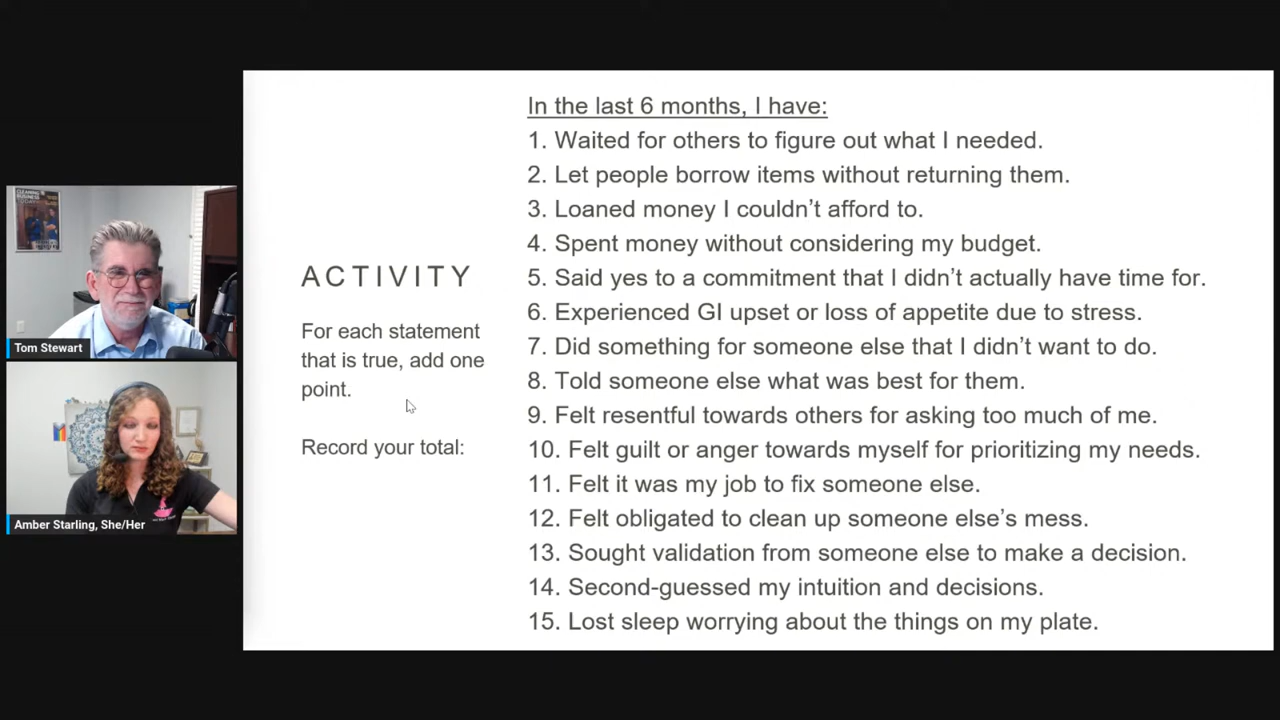 In the last 6 months, I have:
1. Waited for others to figure out what I needed.
2. Let people borrow items without returning them.
3. Loaned money I couldn’t afford to.
4. Spent money without considering my budget.
5. Said yes to a commitment that I didn’t actually have time for.
6. Experienced GI upset or loss of appetite due to stress.
7. Did something for someone else that I didn’t want to do.
8. Told someone else what was best for them.
9. Felt resentful towards others for asking too much of me.
10. Felt guilt or anger towards myself for prioritizing my needs.
11. Felt it was my job to fix someone else.
12. Felt obligated to clean up someone else’s mess.
13. Sought validation from someone else to make a decision.
14. Second-guessed my intuition and decisions.
15. Lost sleep worrying about the things on my plate.
ACTIVITY
For each statement
that is true, add one
point.
Record your total:
CLEANING
BUSINESS
TODAY
Tom Stewart
Amber Starling, She/Her